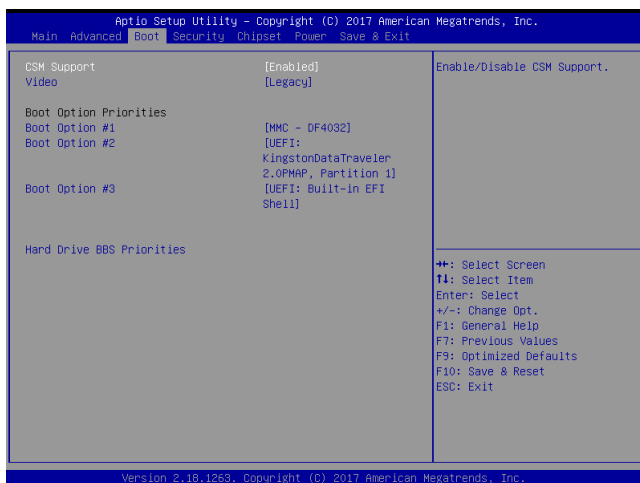 Aptio Setup Utility – Copyright (C) 2017 American Megatrends, Inc.
Main Advanced Boot Security Chipset Power Save & Exit
CSM Support [Enabled]
Video [Legacy]
Boot Option Priorities
Boot Option #1 [MMC - DF4032]
Boot Option #2 [UEFI:
KingstonDataTraveler
2.0PMAP, Partition 1]
Boot Option #3 [UEFI: Built-in EFI
Shell]
Hard Drive BBS Priorities
Enable/Disable CSM Support.
→←: Select Screen
↑↓: Select Item
Enter: Select
+/-: Change Opt.
F1: General Help
F7: Previous Values
F9: Optimized Defaults
F10: Save & Reset
ESC: Exit
Version 2.18.1263. Copyright (C) 2017 American Megatrends, Inc.